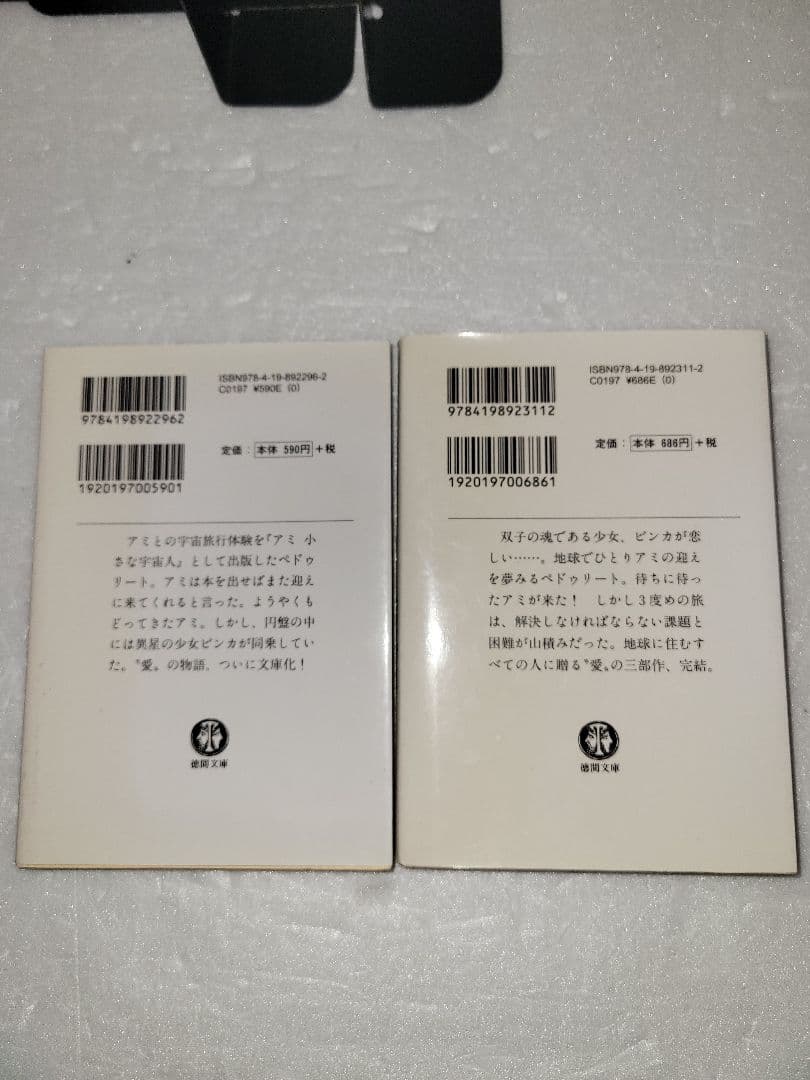 ISBN978-4-19-892296-2
C0197 ¥590E (0)
9784198922962
定価：本体 590円＋税
1920197005901
アミとの宇宙旅行体験を『アミ 小
さな宇宙人』として出版したペドゥ
リート。アミは本を出せばまた迎え
に来てくれると言った。ようやくも
どってきたアミ。しかし、円盤の中
には異星の少女ビンカが同乗してい
た。〝愛〟の物語、ついに文庫化！
徳間文庫
ISBN978-4-19-892311-2
C0197 ¥686E (0)
9784198923112
定価：本体 686円＋税
1920197006861
双子の魂である少女、ビンカが恋
しい……。地球でひとりアミの迎え
を夢みるペドゥリート。待ちに待っ
たアミが来た！　しかし３度めの旅
は、解決しなければならない課題と
困難が山積みだった。地球に住むす
べての人に贈る〝愛〟の三部作、完結。
徳間文庫